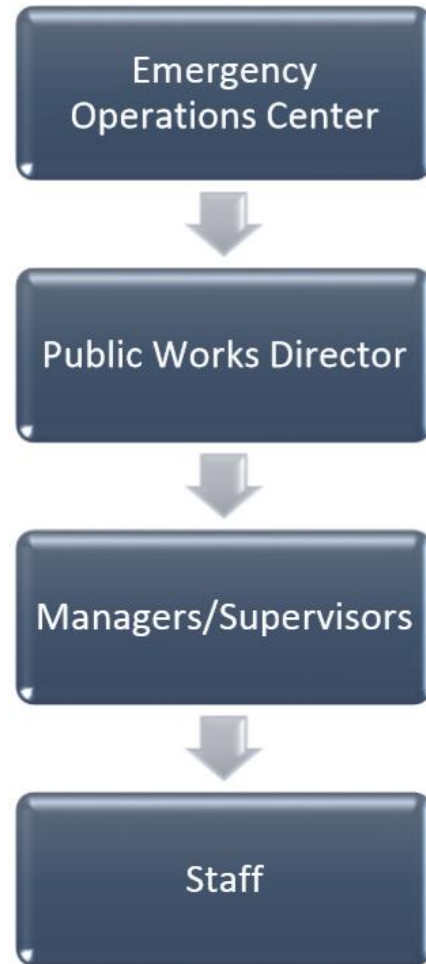 Emergency
Operations Center
Public Works Director
Managers/Supervisors
Staff